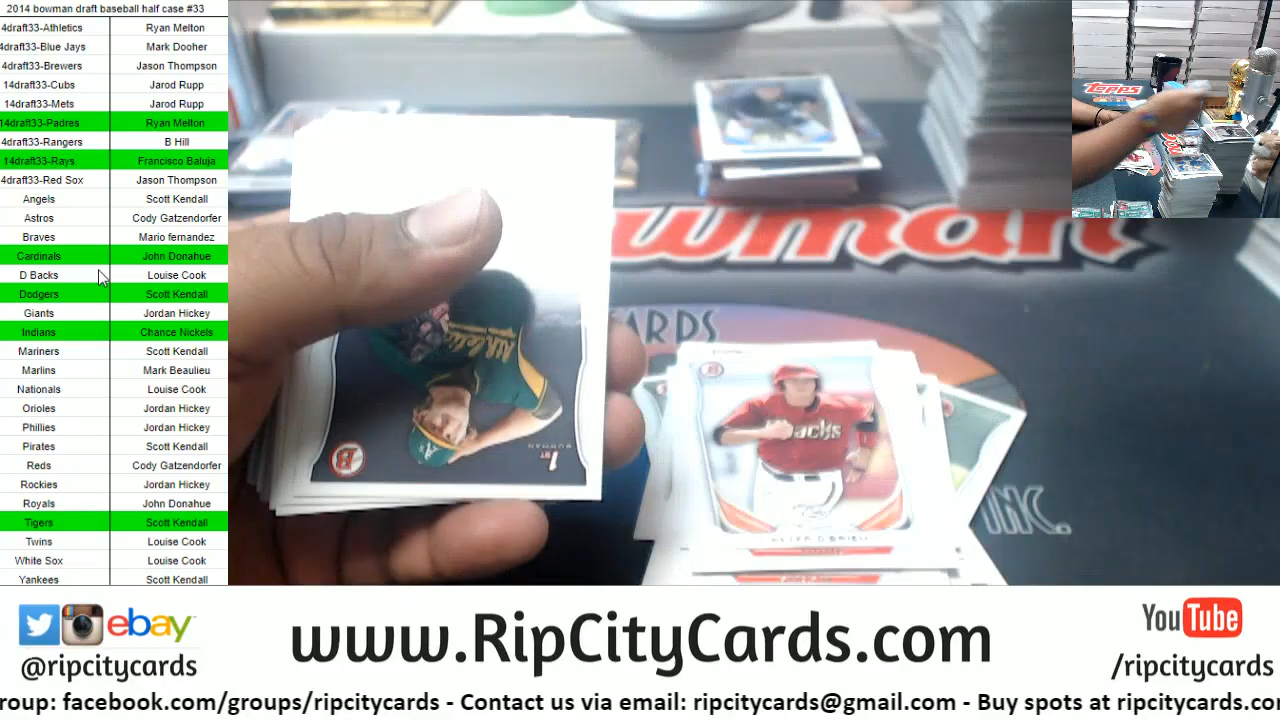 2014 bowman draft baseball half case #33
4draft33-Athletics Ryan Melton
4draft33-Blue Jays Mark Dooher
4draft33-Brewers Jason Thompson
14draft33-Cubs Jarod Rupp
14draft33-Mets Jarod Rupp
14draft33-Padres Ryan Melton
14draft33-Rangers B Hill
14draft33-Rays Francisco Baluja
4draft33-Red Sox Jason Thompson
Angels Scott Kendall
Astros Cody Gatzendorfer
Braves Mario fernandez
Cardinals John Donahue
D Backs Louise Cook
Dodgers Scott Kendall
Giants Jordan Hickey
Indians Chance Nickels
Mariners Scott Kendall
Marlins Mark Beaulieu
Nationals Louise Cook
Orioles Jordan Hickey
Phillies Jordan Hickey
Pirates Scott Kendall
Reds Cody Gatzendorfer
Rockies Jordan Hickey
Royals John Donahue
Tigers Scott Kendall
Twins Louise Cook
White Sox Louise Cook
Yankees Scott Kendall
Topps
owman
ARDS
INC.
1ST
BOWMAN
B
Athletics
A's
B
backs
ebay
@ripcitycards
www.RipCityCards.com
YouTube
/ripcitycards
roup: facebook.com/groups/ripcitycards - Contact us via email: ripcitycards@gmail.com - Buy spots at ripcitycards.co